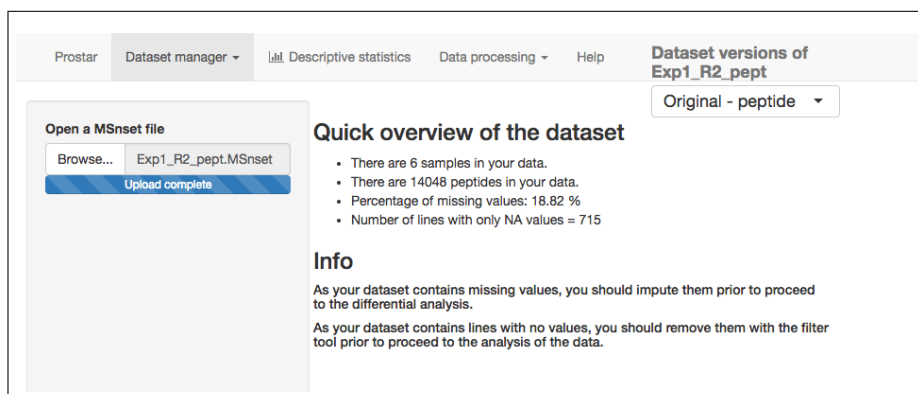 Prostar
Dataset manager
Descriptive statistics
Data processing
Help
Dataset versions of
Exp1_R2_pept
Original - peptide
Open a MSnset file
Browse... Exp1_R2_pept.MSnset
Upload complete
Quick overview of the dataset
There are 6 samples in your data.
There are 14048 peptides in your data.
Percentage of missing values: 18.82 %
Number of lines with only NA values = 715
Info
As your dataset contains missing values, you should impute them prior to proceed
to the differential analysis.
As your dataset contains lines with no values, you should remove them with the filter
tool prior to proceed to the analysis of the data.